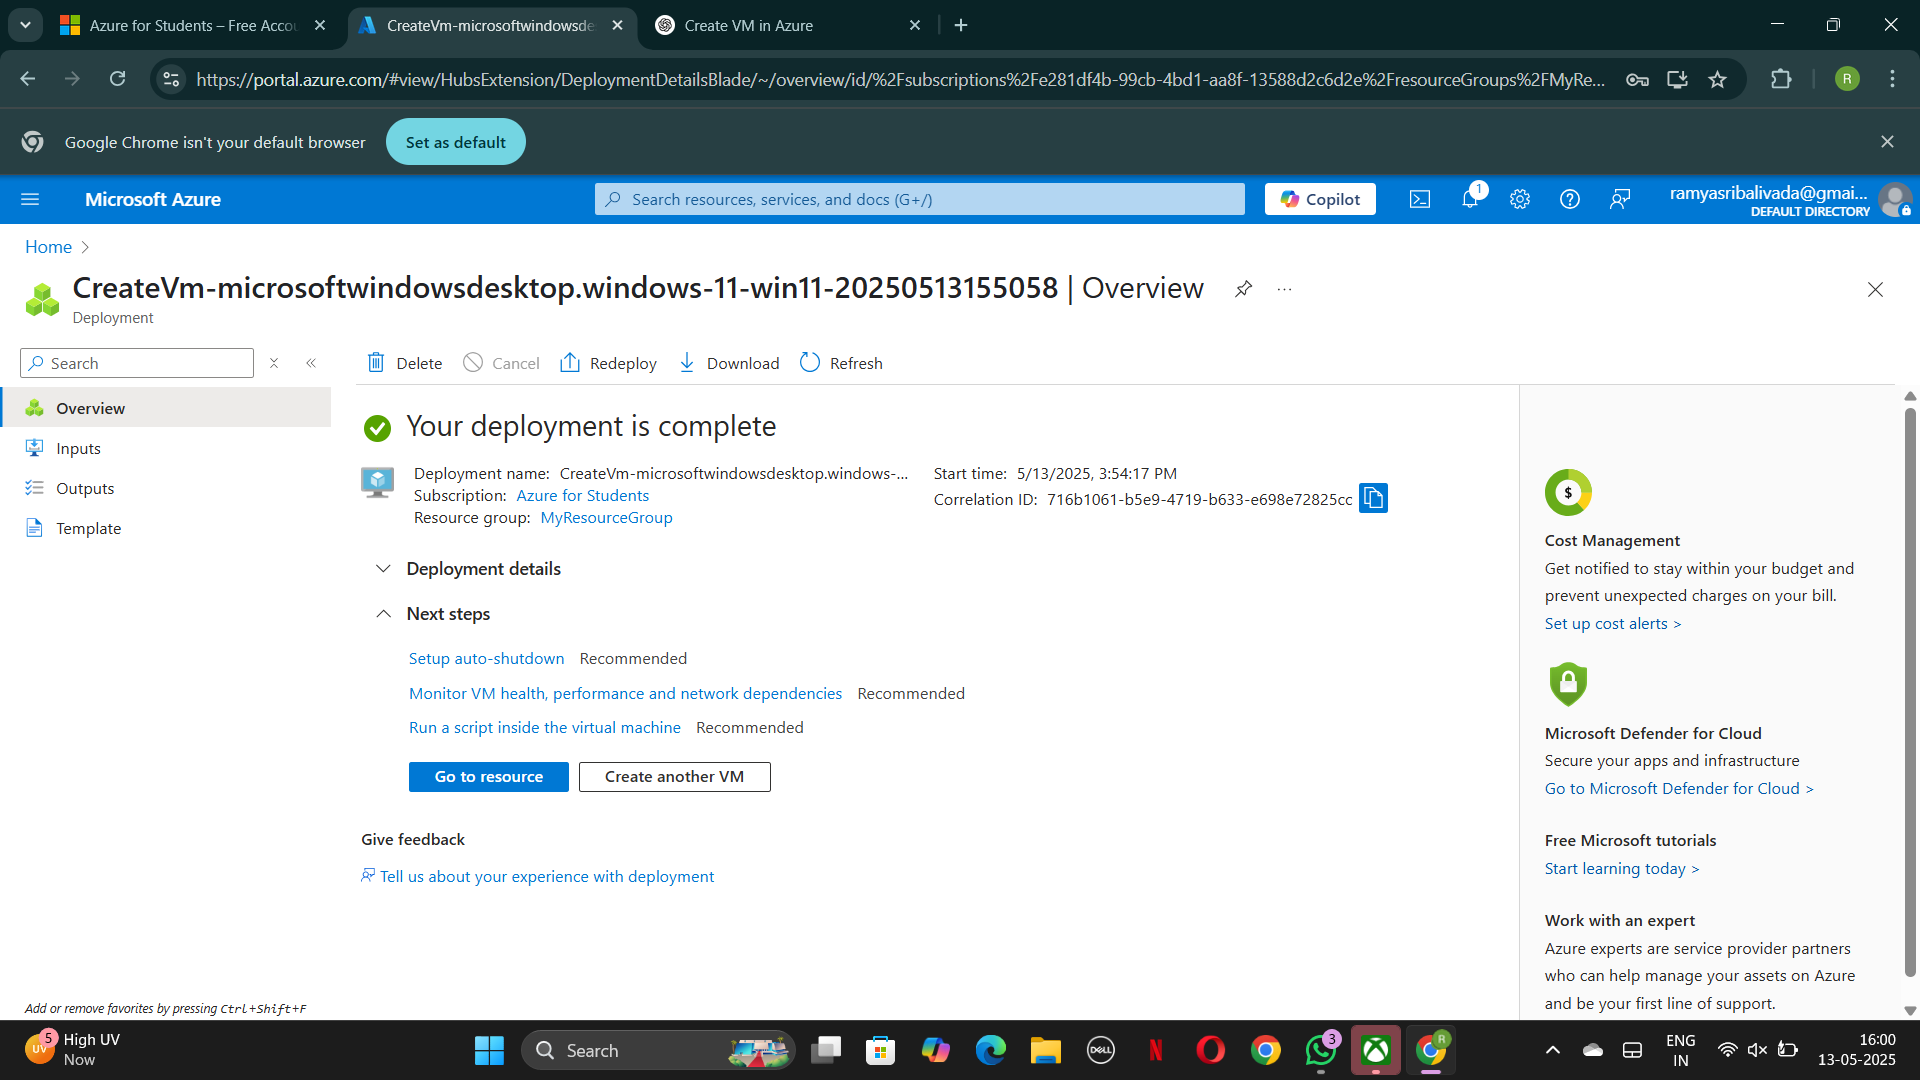 Azure for Students – Free Accou
CreateVm-microsoftwindowsde
Create VM in Azure
https://portal.azure.com/#view/HubsExtension/DeploymentDetailsBlade/~/overview/id/%2Fsubscriptions%2Fe281df4b-99cb-4bd1-aa8f-13588d2c6d2e%2FresourceGroups%2FMyRe...
R
Google Chrome isn't your default browser
Set as default
Microsoft Azure
Search resources, services, and docs (G+/)
Copilot
1
ramyasribalivada@gmai...
DEFAULT DIRECTORY
Home
CreateVm-microsoftwindowsdesktop.windows-11-win11-20250513155058 | Overview
Deployment
Search
Delete
Cancel
Redeploy
Download
Refresh
Overview
Inputs
Outputs
Template
Your deployment is complete
Deployment name: CreateVm-microsoftwindowsdesktop.windows-...
Subscription: Azure for Students
Resource group: MyResourceGroup
Start time: 5/13/2025, 3:54:17 PM
Correlation ID: 716b1061-b5e9-4719-b633-e698e72825cc
Deployment details
Next steps
Setup auto-shutdown Recommended
Monitor VM health, performance and network dependencies Recommended
Run a script inside the virtual machine Recommended
Go to resource
Create another VM
Give feedback
Tell us about your experience with deployment
$
Cost Management
Get notified to stay within your budget and
prevent unexpected charges on your bill.
Set up cost alerts >
Microsoft Defender for Cloud
Secure your apps and infrastructure
Go to Microsoft Defender for Cloud >
Free Microsoft tutorials
Start learning today >
Work with an expert
Azure experts are service provider partners
who can help manage your assets on Azure
and be your first line of support.
Add or remove favorites by pressing Ctrl+Shift+F
UV
5
High UV
Now
Search
DELL
N
3
R
ENG
IN
16:00
13-05-2025